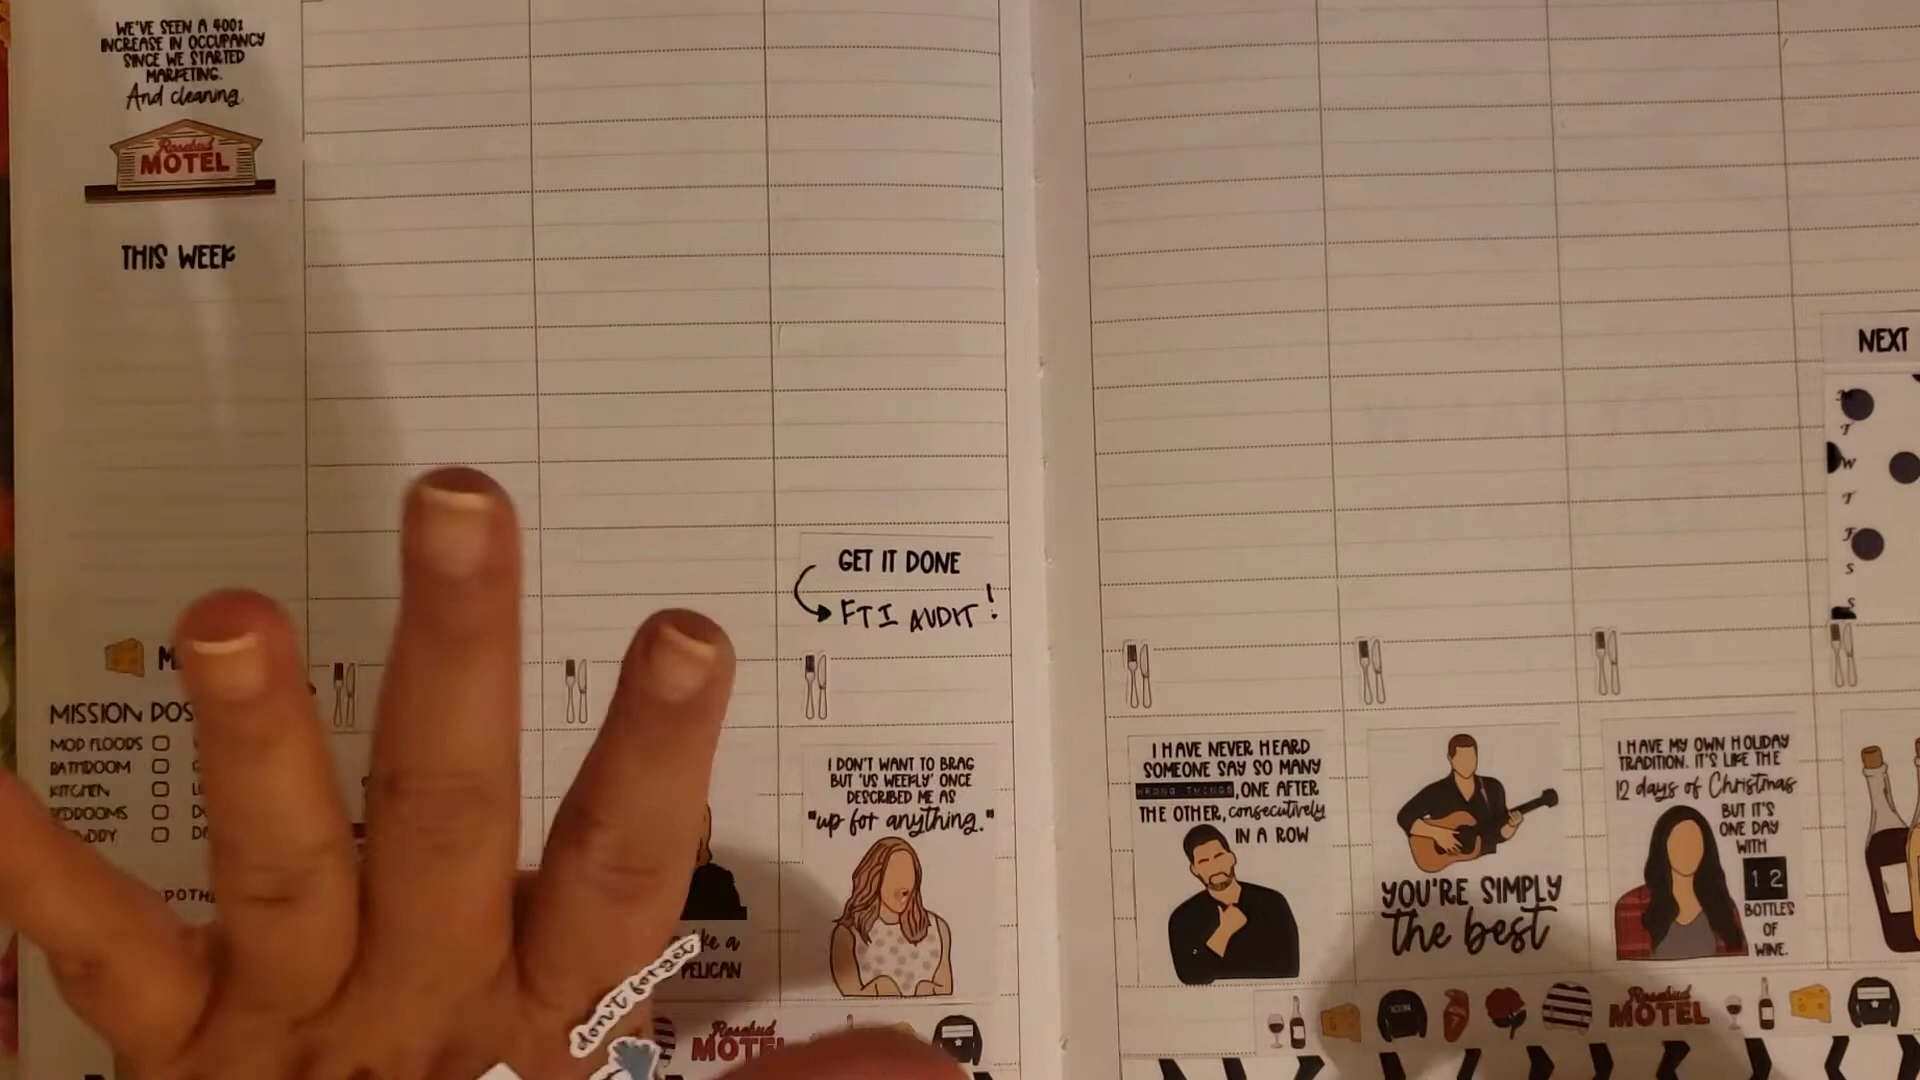 WE'VE SEEN A 400%
INCREASE IN OCCUPANCY
SINCE WE STARTED
MARKETING.
And cleaning.
Rosebud
MOTEL
THIS WEEK
NEXT
T
W
T
F
S
S
GET IT DONE
FTI AUDIT!
MISSION DOS
MOP FLOORS
BATHROOM
KITCHEN
BEDROOMS
I DON'T WANT TO BRAG
BUT 'US WEEKLY' ONCE
DESCRIBED ME AS
"up for anything."
PELICAN
don't forget
Rosebud
MOTEL
I HAVE NEVER HEARD
SOMEONE SAY SO MANY
WRONG THINGS, ONE AFTER
THE OTHER, consecutively
IN A ROW
YOU'RE SIMPLY
the best
I HAVE MY OWN HOLIDAY
TRADITION. IT'S LIKE THE
12 days of Christmas
BUT IT'S
ONE DAY
WITH
12
BOTTLES
OF
WINE.
Rosebud
MOTEL